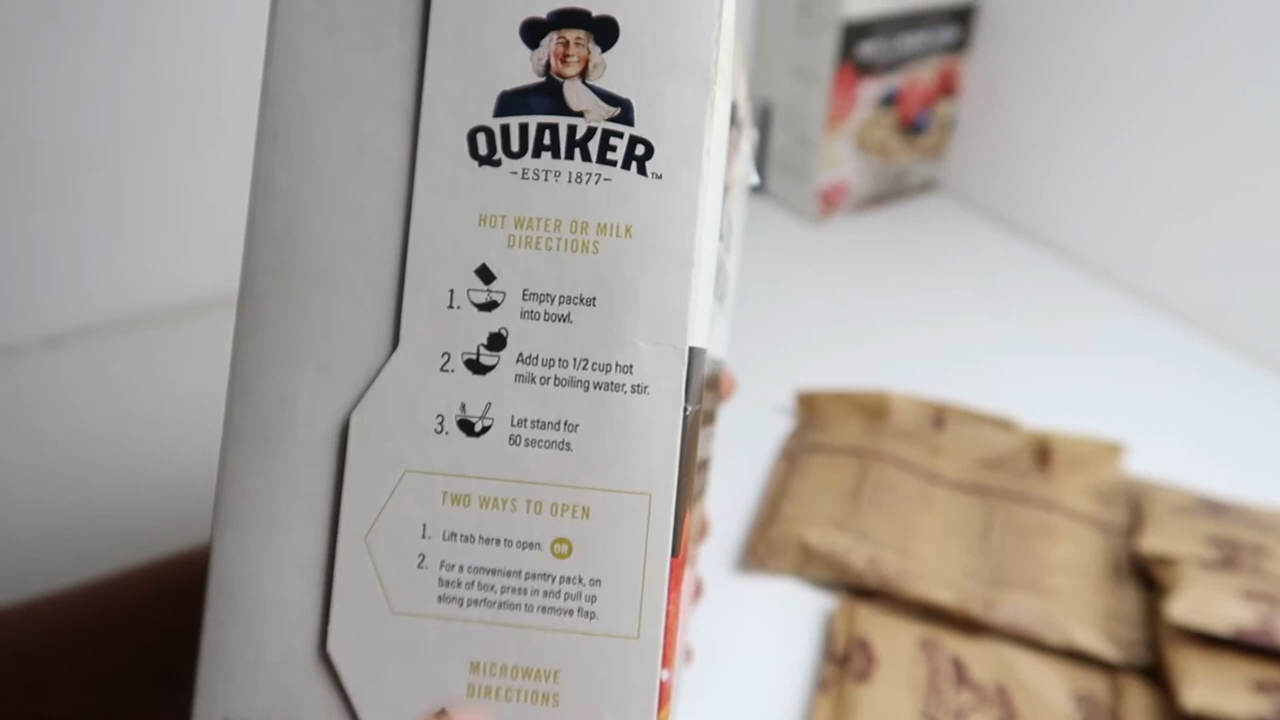 QUAKER™
-ESTD 1877-
HOT WATER OR MILK
DIRECTIONS
1. Empty packet
into bowl.
2. Add up to 1/2 cup hot
milk or boiling water, stir.
3. Let stand for
60 seconds.
TWO WAYS TO OPEN
1. Lift tab here to open. OR
2. For a convenient pantry pack, on
back of box, press in and pull up
along perforation to remove flap.
MICROWAVE
DIRECTIONS